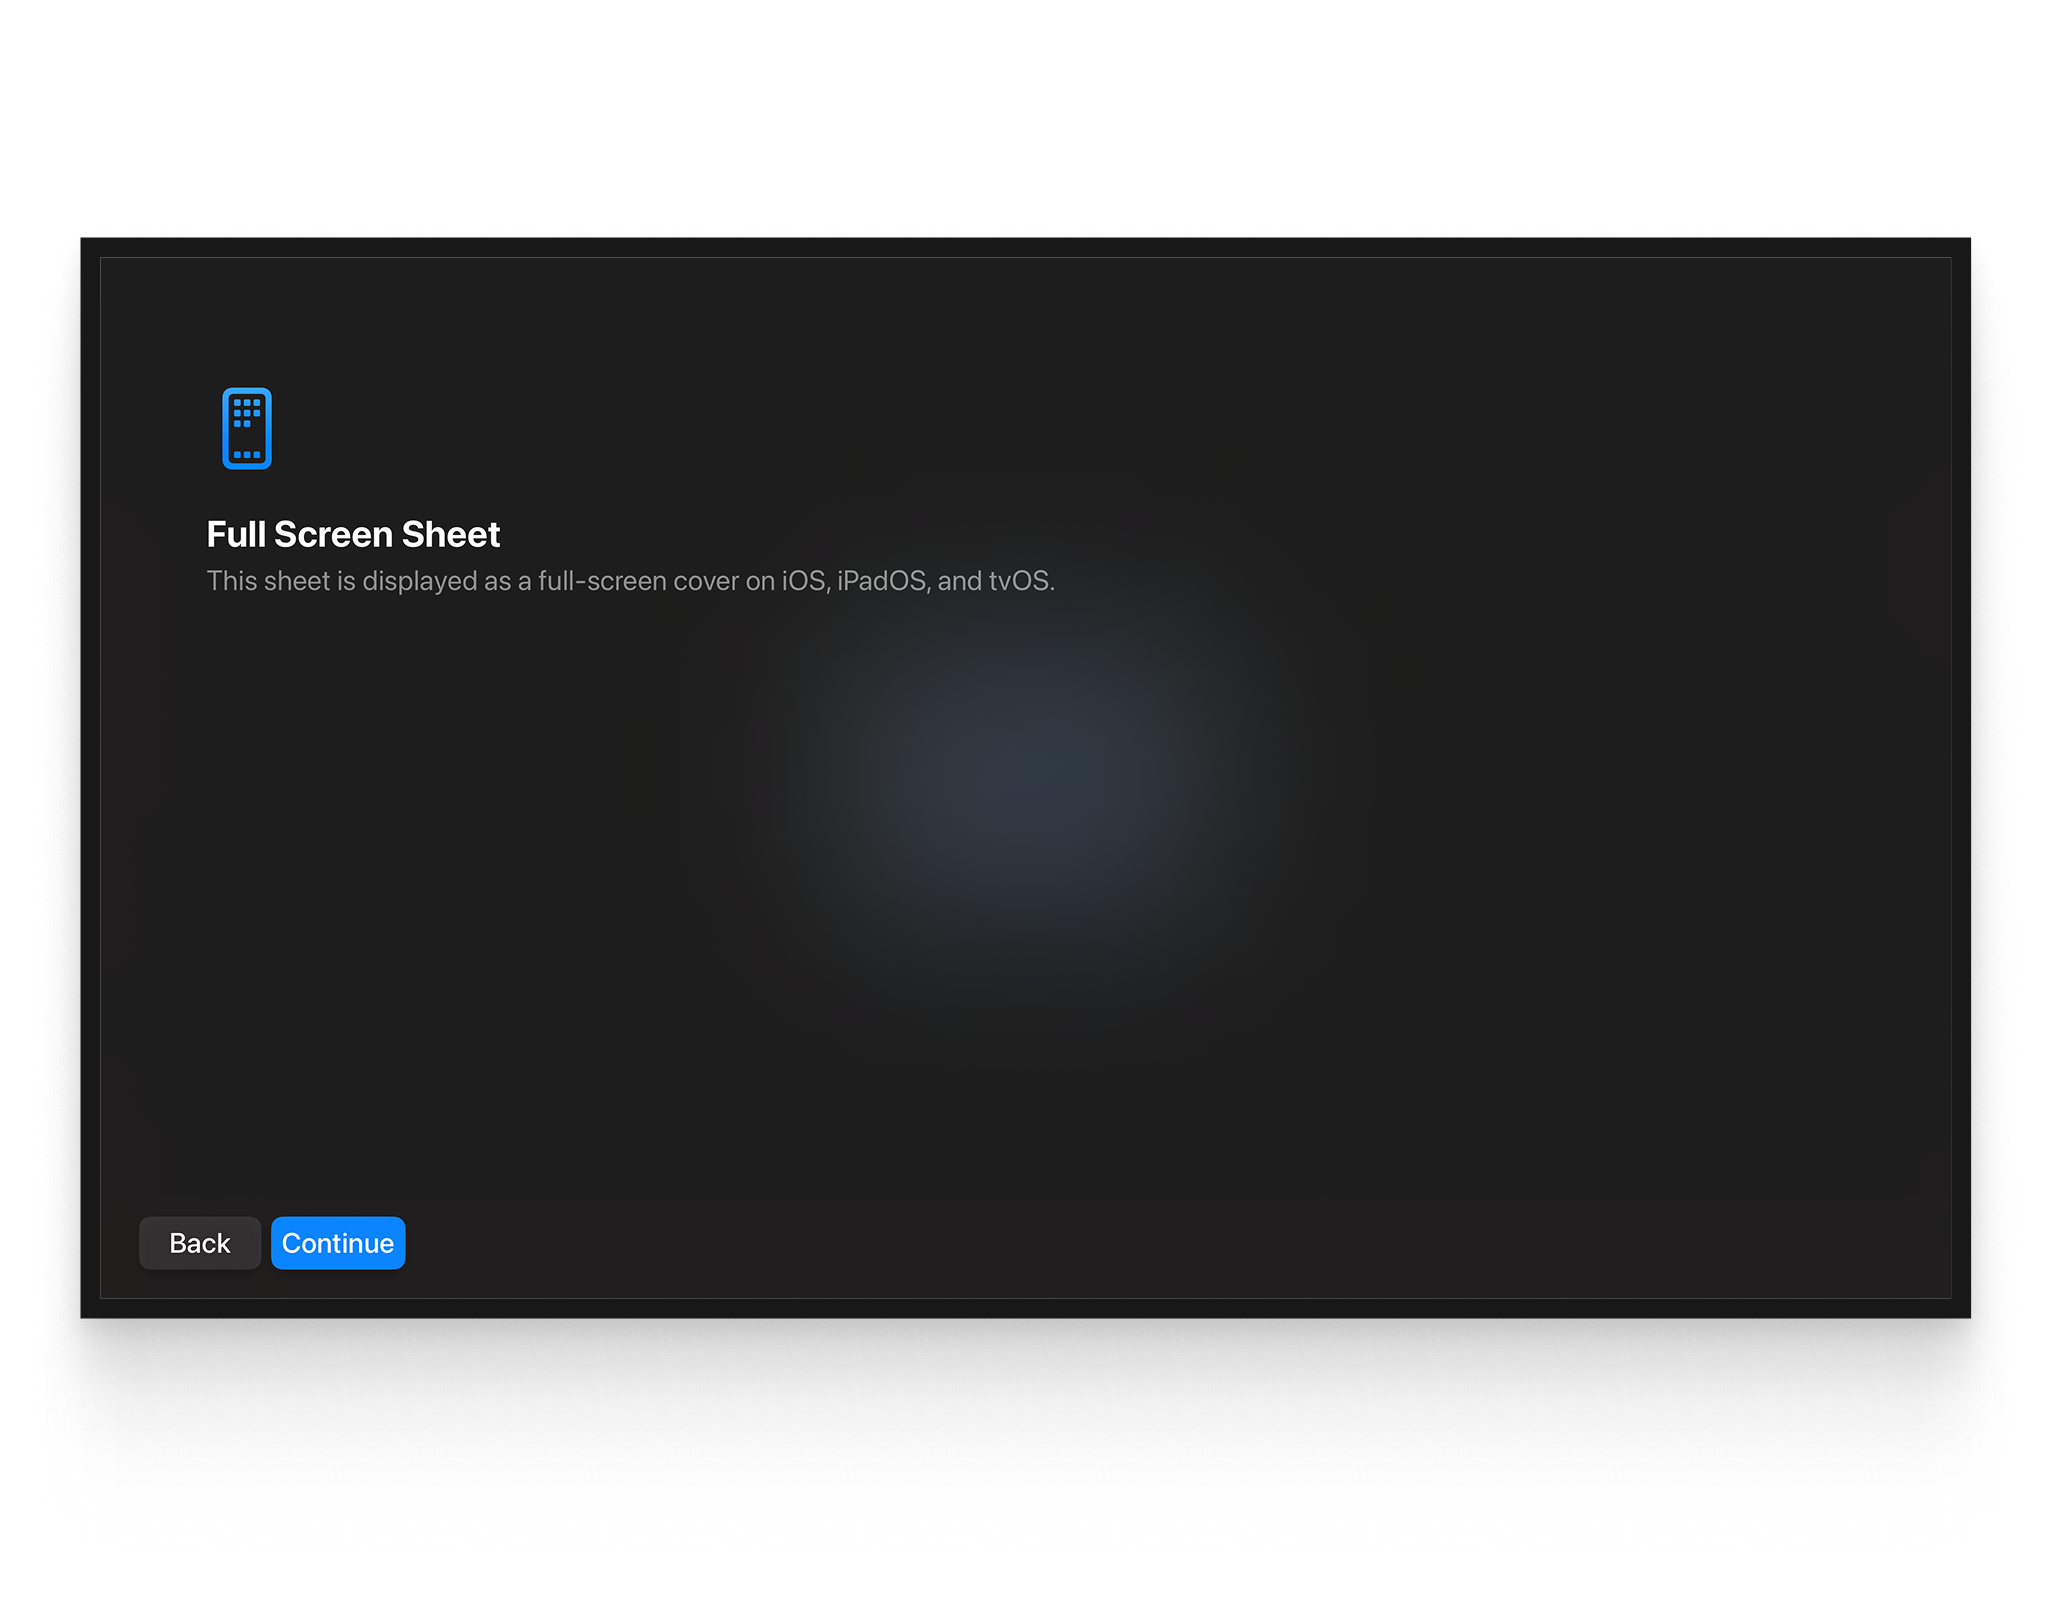 Full Screen Sheet
This sheet is displayed as a full-screen cover on iOS, iPadOS, and tvOS.
Back Continue